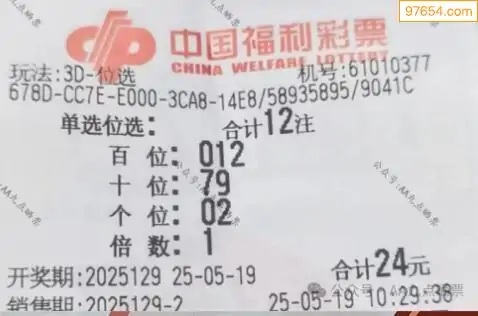 97654.com
中国福利彩票
CHINA WELFARE LOTTERY
玩法:3D-位选 机号:61010377
678D-CC7E-E000-3CA8-14E8/58935895/9041C
单选位选: 合计12注
百 位: 012
十 位: 79
个 位: 02
倍 数: 1
开奖期:2025129 25-05-19 合计24元
销售期:2025129-2 25-05-19 10:29:38